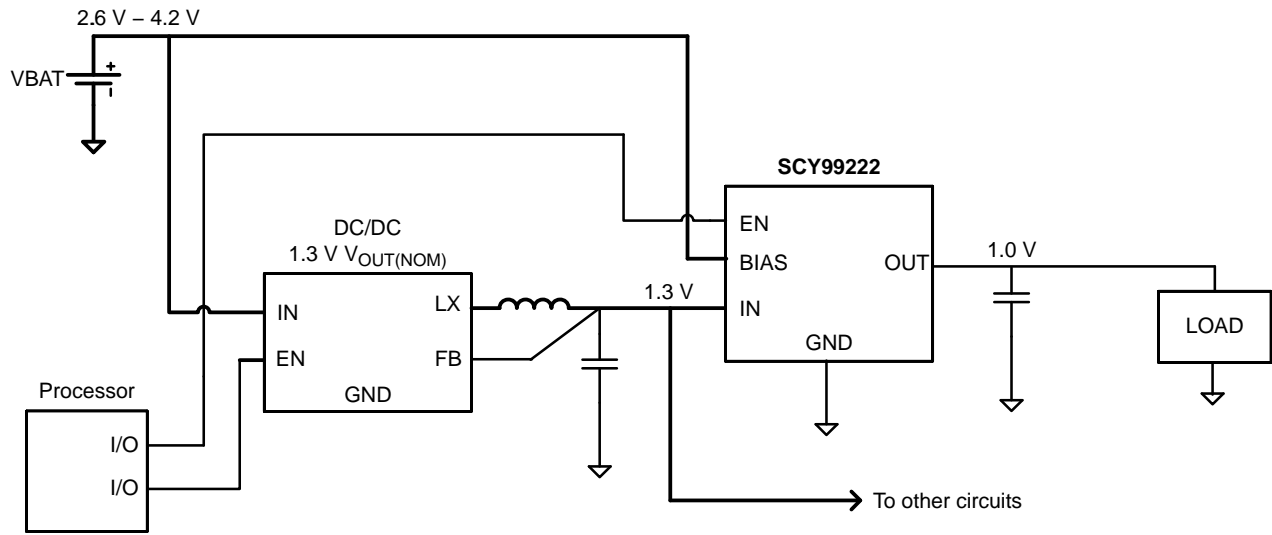 2.6 V – 4.2 V
VBAT
+
–
SCY99222
EN
BIAS
IN
OUT
GND
1.0 V
LOAD
DC/DC
1.3 V VOUT(NOM)
IN
EN
LX
FB
GND
1.3 V
Processor
I/O
I/O
To other circuits